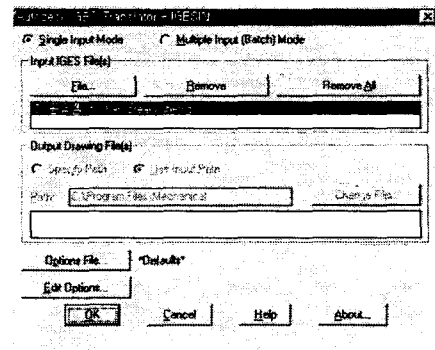 Autodesk IGES Translator - IGESIN
Single Input Mode Multiple Input (Batch) Mode
Input IGES File(s)
File... Remove Remove All
Output Drawing File(s)
Specify Path Use Input Path
Path: C:\Program Files\Mechanical Change File...
Options File... *Defaults*
Edit Options...
OK Cancel Help About...